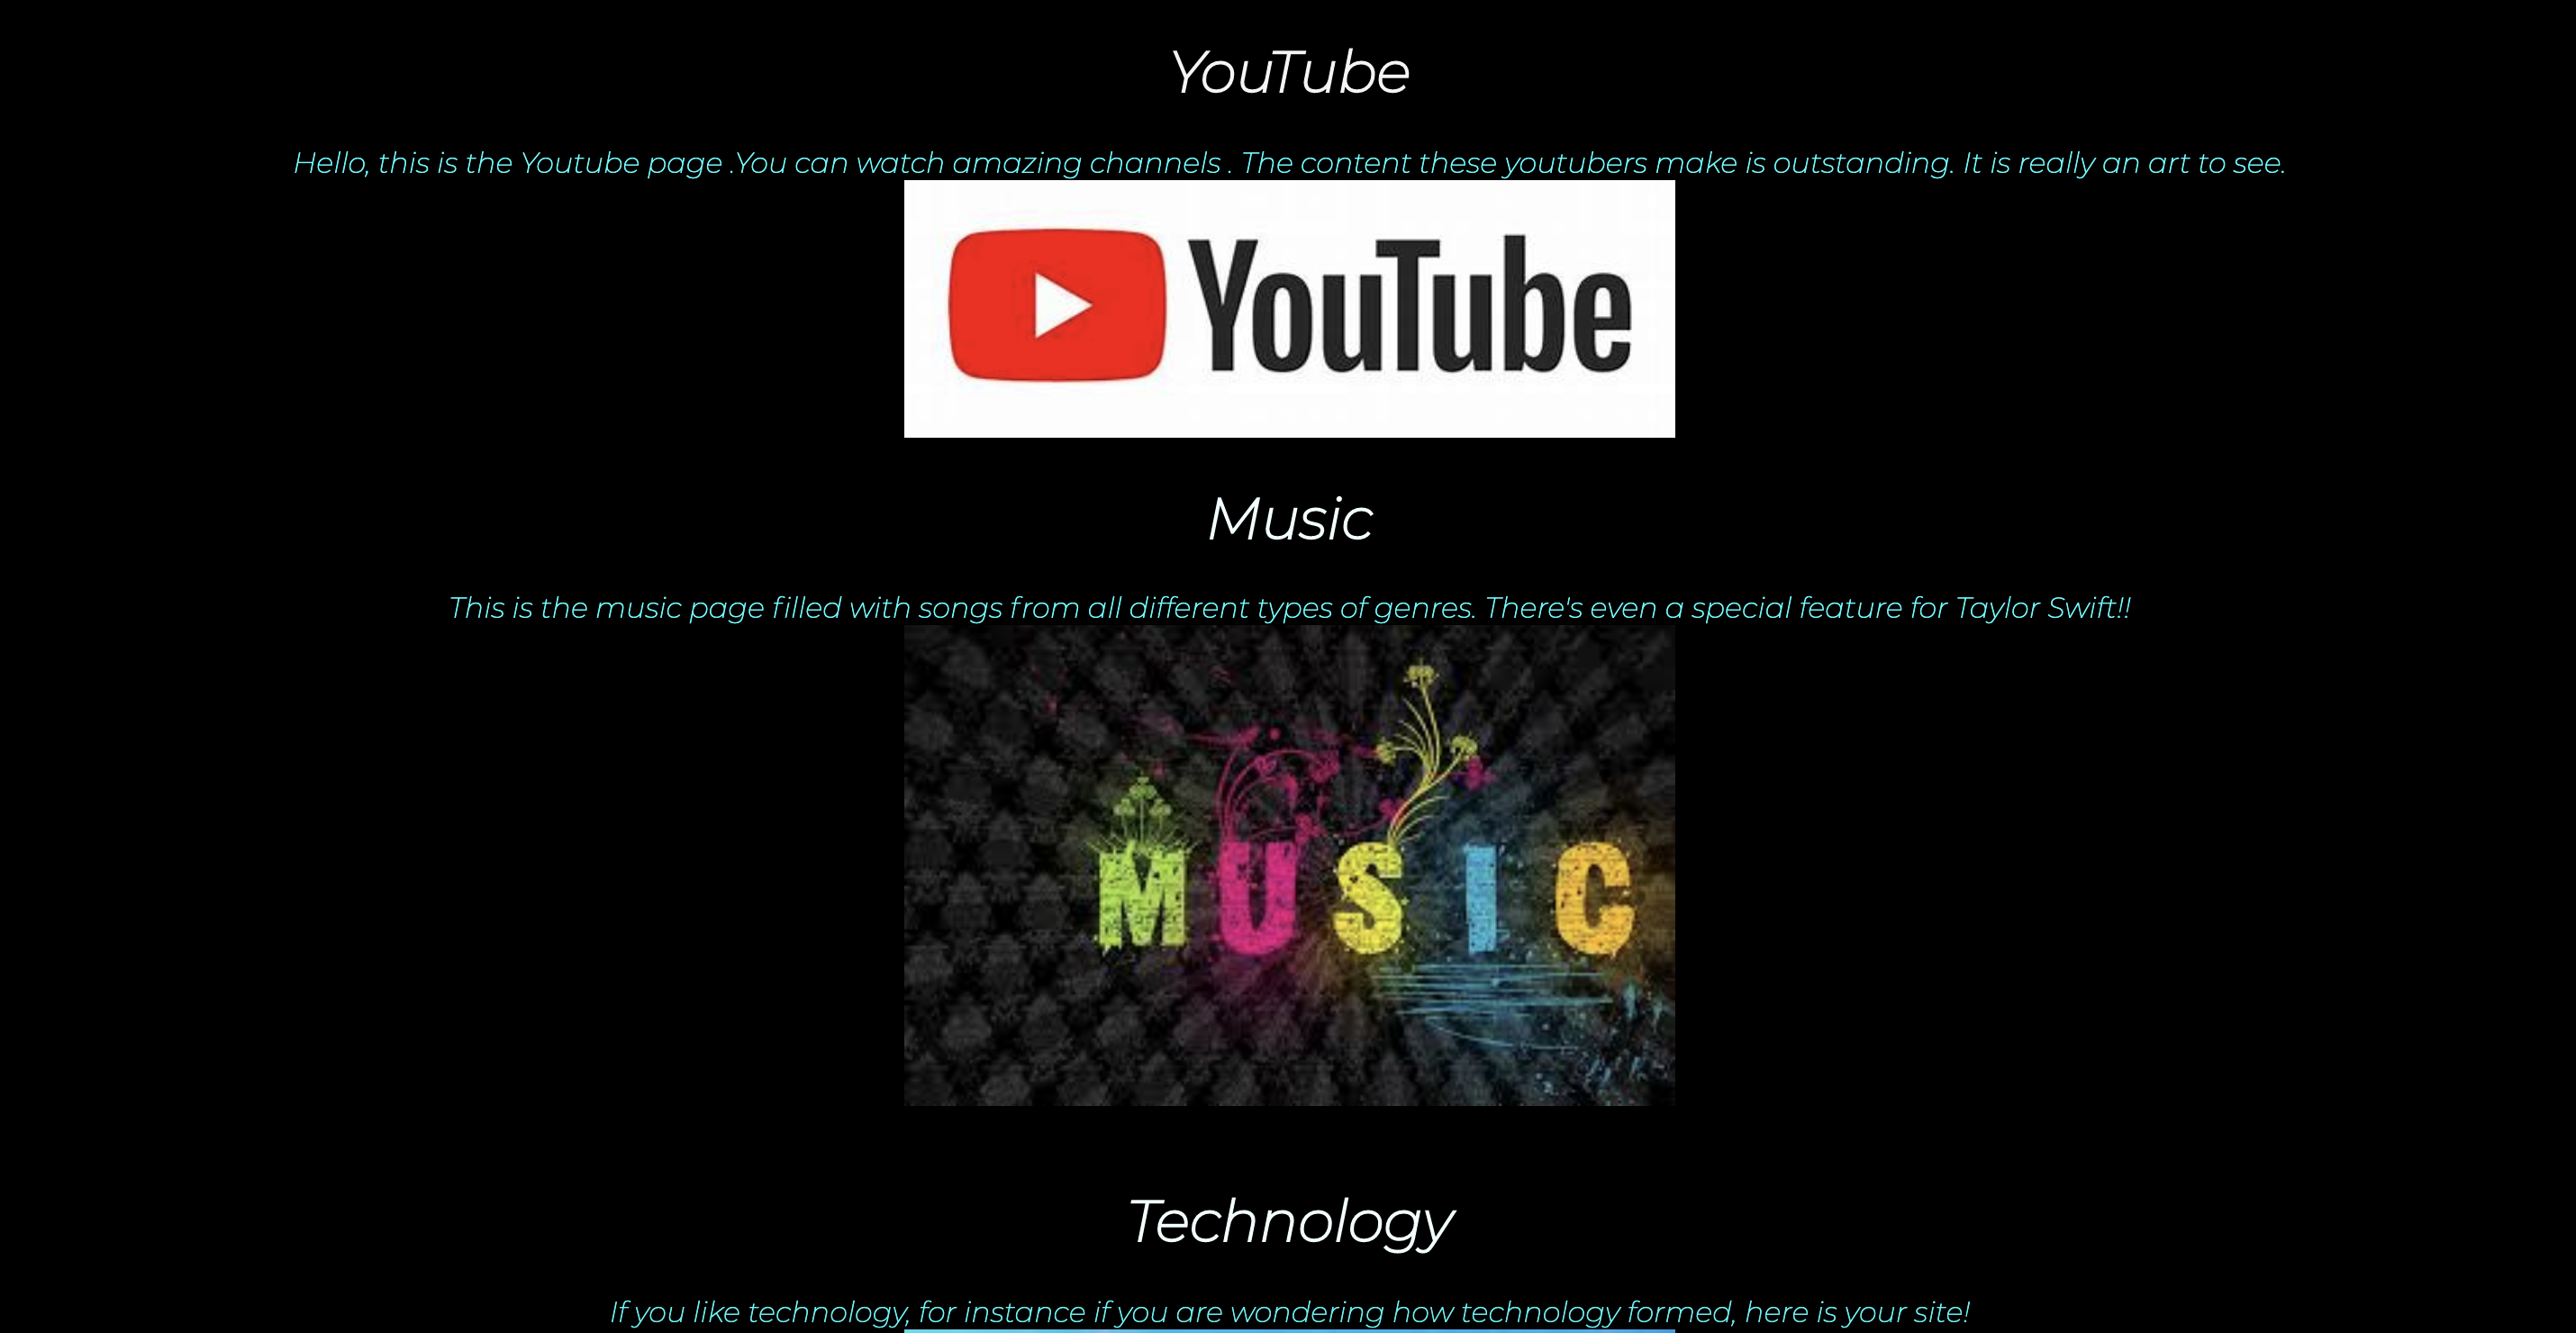 YouTube
Hello, this is the Youtube page .You can watch amazing channels . The content these youtubers make is outstanding. It is really an art to see.
YouTube
Music
This is the music page filled with songs from all different types of genres. There's even a special feature for Taylor Swift!!
MUSIC
Technology
If you like technology, for instance if you are wondering how technology formed, here is your site!